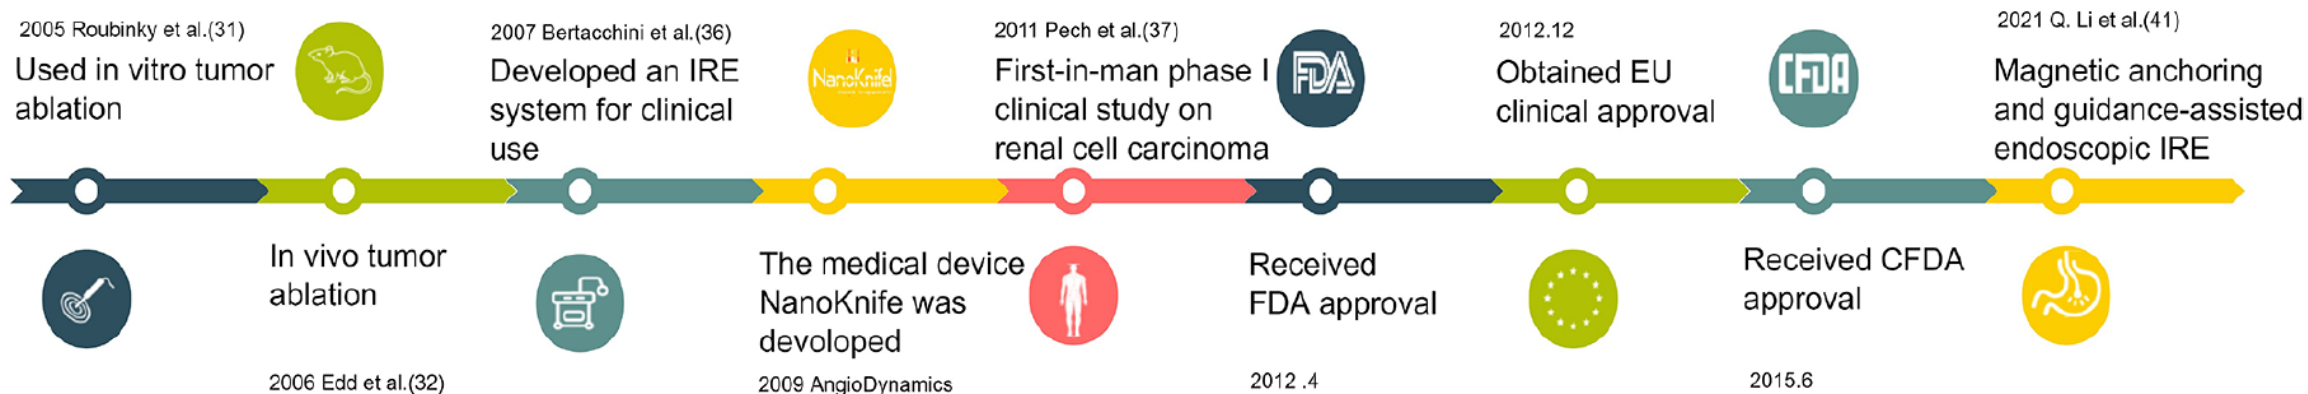 2005 Roubinky et al.(31)
Used in vitro tumor
ablation
In vivo tumor
ablation
2006 Edd et al.(32)
2007 Bertacchini et al.(36)
Developed an IRE
system for clinical
use
NanoKnife
The medical device
NanoKnife was
devoloped
2009 AngioDynamics
2011 Pech et al.(37)
First-in-man phase I
clinical study on
renal cell carcinoma
FDA
Received
FDA approval
2012 .4
2012.12
Obtained EU
clinical approval
CFDA
Received CFDA
approval
2015.6
2021 Q. Li et al.(41)
Magnetic anchoring
and guidance-assisted
endoscopic IRE